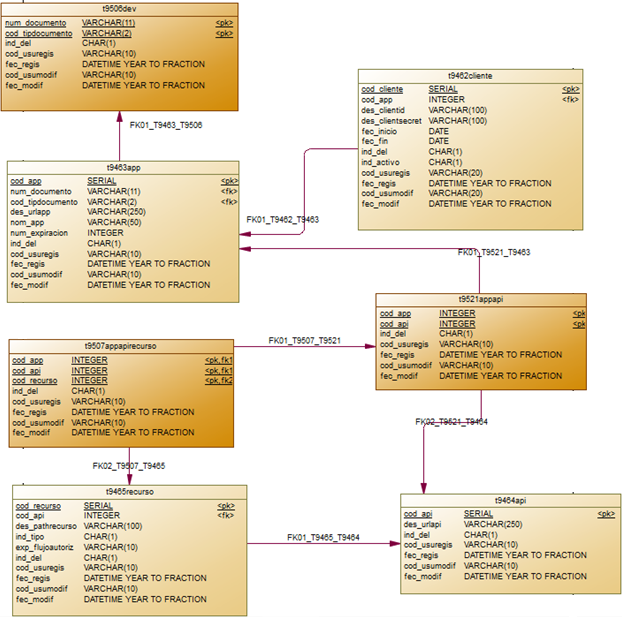 t9506dev
num_documento VARCHAR(11) <pk>
cod_tipdocumento VARCHAR(2) <pk>
ind_del CHAR(1)
cod_usuregis VARCHAR(10)
fec_regis DATETIME YEAR TO FRACTION
cod_usumodif VARCHAR(10)
fec_modif DATETIME YEAR TO FRACTION
FK01_T9463_T9506
t9462cliente
cod_cliente SERIAL <pk>
cod_app INTEGER <fk>
des_clientid VARCHAR(100)
des_clientsecret VARCHAR(100)
fec_inicio DATE
fec_fin DATE
ind_del CHAR(1)
ind_activo CHAR(1)
cod_usuregis VARCHAR(20)
fec_regis DATETIME YEAR TO FRACTION
cod_usumodif VARCHAR(20)
fec_modif DATETIME YEAR TO FRACTION
t9463app
cod_app SERIAL <pk>
num_documento VARCHAR(11) <fk>
cod_tipdocumento VARCHAR(2) <fk>
des_urlapp VARCHAR(250)
nom_app VARCHAR(50)
num_expiracion INTEGER
ind_del CHAR(1)
cod_usuregis VARCHAR(10)
fec_regis DATETIME YEAR TO FRACTION
cod_usumodif VARCHAR(10)
fec_modif DATETIME YEAR TO FRACTION
FK01_T9462_T9463
FK01_T9521_T9463
t9521appapi
cod_app INTEGER <pk
cod_api INTEGER <pk
ind_del CHAR(1)
cod_usuregis VARCHAR(10)
fec_regis DATETIME YEAR TO FRACTION
cod_usumodif VARCHAR(10)
fec_modif DATETIME YEAR TO FRACTION
FK01_T9507_T9521
t9507appapirecurso
cod_app INTEGER <pk,fk1
cod_api INTEGER <pk,fk1
cod_recurso INTEGER <pk,fk2
ind_del CHAR(1)
cod_usuregis VARCHAR(10)
fec_regis DATETIME YEAR TO FRACTION
cod_usumodif VARCHAR(10)
fec_modif DATETIME YEAR TO FRACTION
FK02_T9521_T9464
FK02_T9507_T9465
t9465recurso
cod_recurso SERIAL <pk>
cod_api INTEGER <fk>
des_pathrecurso VARCHAR(100)
ind_tipo CHAR(1)
exp_flujoautoriz VARCHAR(10)
ind_del CHAR(1)
cod_usuregis VARCHAR(10)
fec_regis DATETIME YEAR TO FRACTION
cod_usumodif VARCHAR(10)
fec_modif DATETIME YEAR TO FRACTION
FK01_T9465_T9464
t9464api
cod_api SERIAL <pk>
des_urlapi VARCHAR(250)
ind_del CHAR(1)
cod_usuregis VARCHAR(10)
fec_regis DATETIME YEAR TO FRACTION
cod_usumodif VARCHAR(10)
fec_modif DATETIME YEAR TO FRACTION